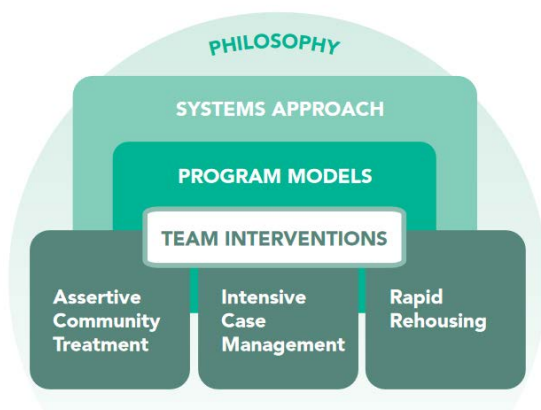 PHILOSOPHY
SYSTEMS APPROACH
PROGRAM MODELS
TEAM INTERVENTIONS
Assertive
Community
Treatment
Intensive
Case
Management
Rapid
Rehousing